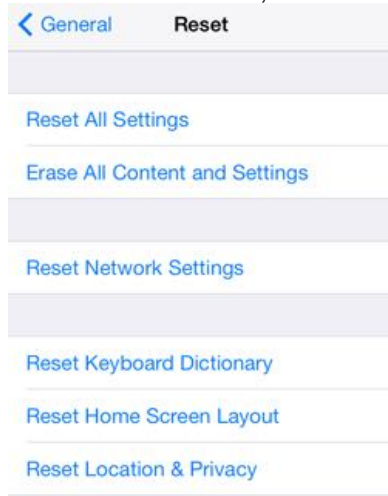 General
Reset
Reset All Settings
Erase All Content and Settings
Reset Network Settings
Reset Keyboard Dictionary
Reset Home Screen Layout
Reset Location & Privacy